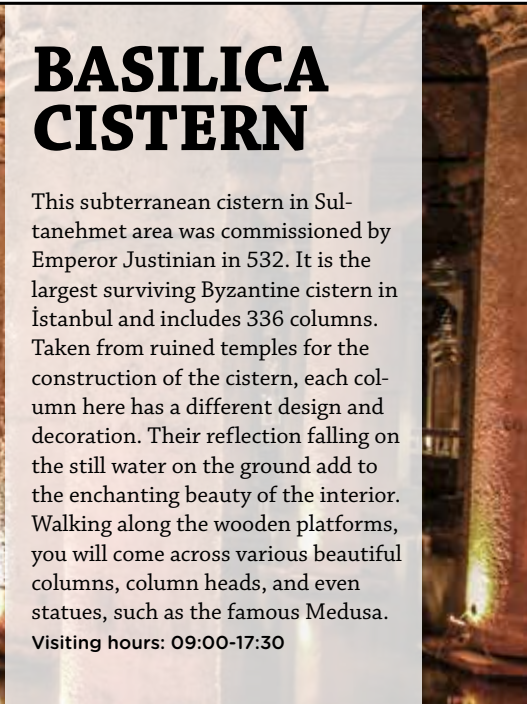 BASILICA
CISTERN
This subterranean cistern in Sul-
tanehmet area was commissioned by
Emperor Justinian in 532. It is the
largest surviving Byzantine cistern in
İstanbul and includes 336 columns.
Taken from ruined temples for the
construction of the cistern, each col-
umn here has a different design and
decoration. Their reflection falling on
the still water on the ground add to
the enchanting beauty of the interior.
Walking along the wooden platforms,
you will come across various beautiful
columns, column heads, and even
statues, such as the famous Medusa.
Visiting hours: 09:00-17:30